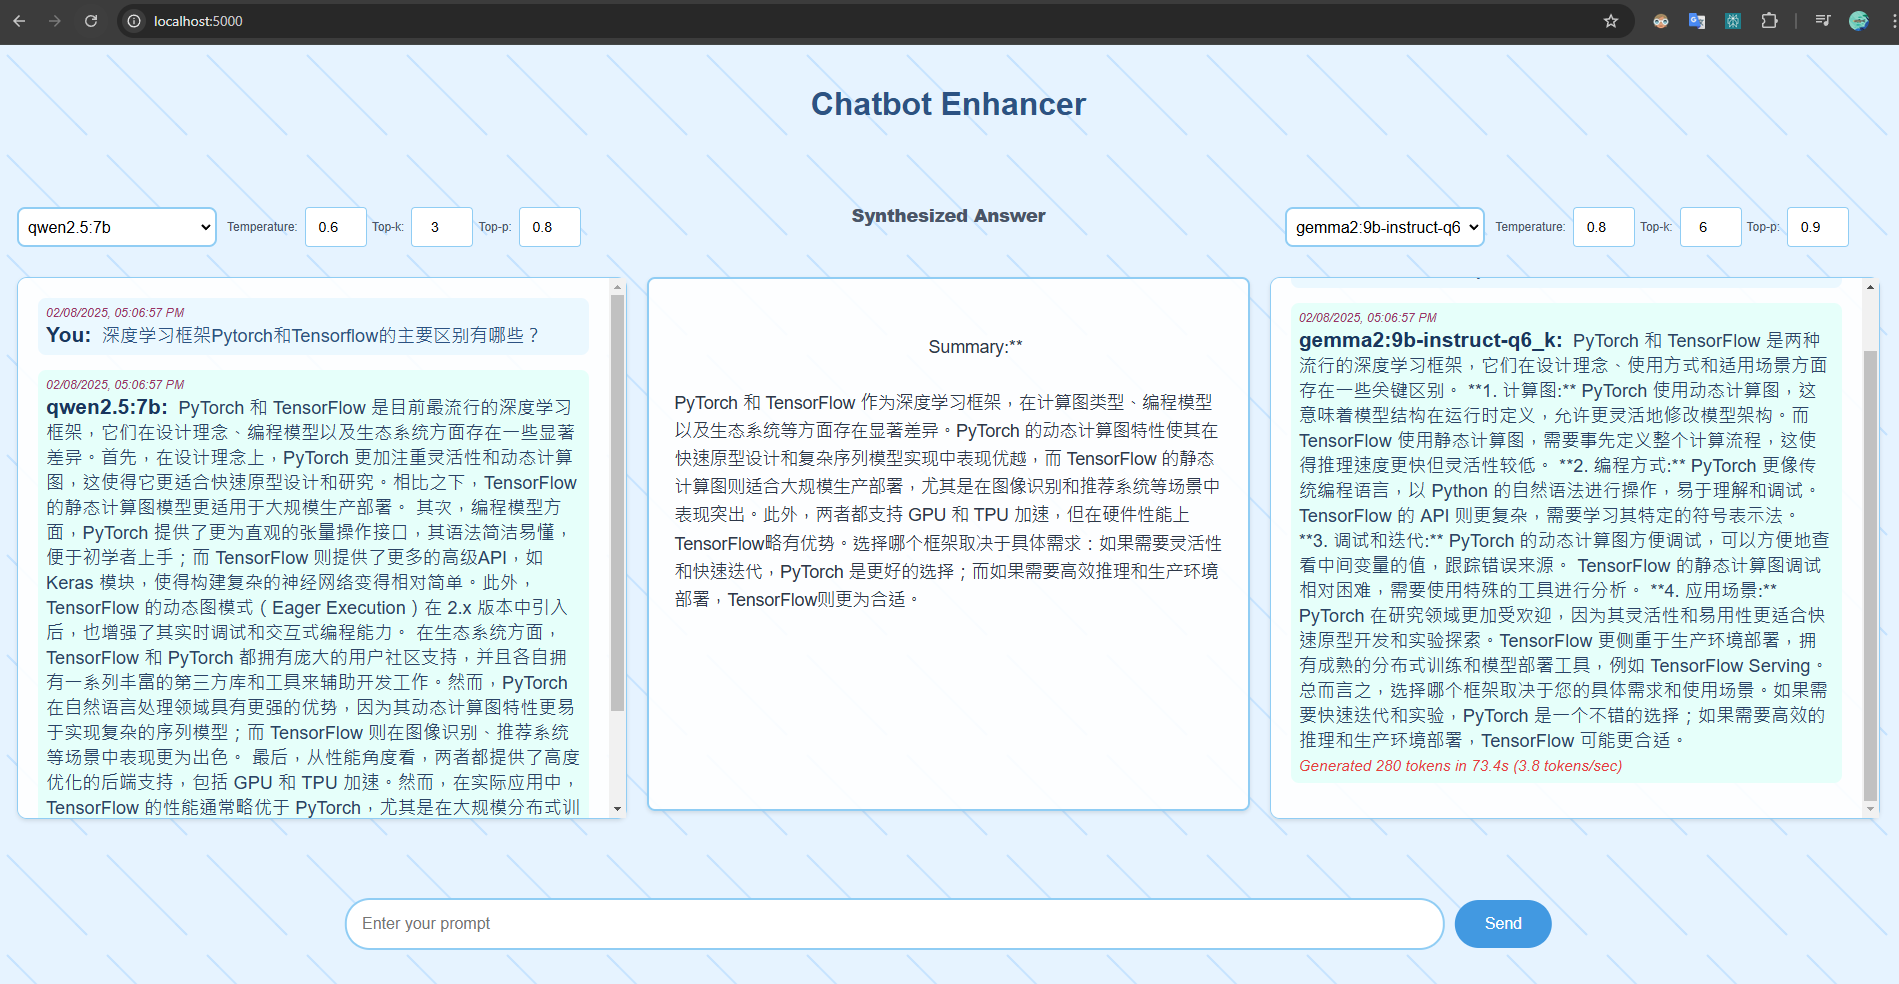 localhost:5000
Chatbot Enhancer
qwen2.5:7b
Temperature:
0.6
Top-k:
3
Top-p:
0.8
Synthesized Answer
gemma2:9b-instruct-q6
Temperature:
0.8
Top-k:
6
Top-p:
0.9
02/08/2025, 05:06:57 PM
You: 深度学习框架Pytorch和Tensorflow的主要区别有哪些？
02/08/2025, 05:06:57 PM
qwen2.5:7b: PyTorch 和 TensorFlow 是目前最流行的深度学习
框架，它们在设计理念、编程模型以及生态系统方面存在一些显著
差异。首先，在设计理念上，PyTorch 更加注重灵活性和动态计算
图，这使得它更适合快速原型设计和研究。相比之下，TensorFlow
的静态计算图模型更适用于大规模生产部署。 其次，编程模型方
面，PyTorch 提供了更为直观的张量操作接口，其语法简洁易懂，
便于初学者上手；而 TensorFlow 则提供了更多的高级API，如
Keras 模块，使得构建复杂的神经网络变得相对简单。此外，
TensorFlow 的动态图模式（Eager Execution）在 2.x 版本中引入
后，也增强了其实时调试和交互式编程能力。 在生态系统方面，
TensorFlow 和 PyTorch 都拥有庞大的用户社区支持，并且各自拥
有一系列丰富的第三方库和工具来辅助开发工作。然而，PyTorch
在自然语言处理领域具有更强的优势，因为其动态计算图特性更易
于实现复杂的序列模型；而 TensorFlow 则在图像识别、推荐系统
等场景中表现更为出色。 最后，从性能角度看，两者都提供了高度
优化的后端支持，包括 GPU 和 TPU 加速。然而，在实际应用中，
TensorFlow 的性能通常略优于 PyTorch，尤其是在大规模分布式训
Summary:**
PyTorch 和 TensorFlow 作为深度学习框架，在计算图类型、编程模型
以及生态系统等方面存在显著差异。PyTorch 的动态计算图特性使其在
快速原型设计和复杂序列模型实现中表现优越，而 TensorFlow 的静态
计算图则适合大规模生产部署，尤其是在图像识别和推荐系统等场景中
表现突出。此外，两者都支持 GPU 和 TPU 加速，但在硬件性能上
TensorFlow略有优势。选择哪个框架取决于具体需求：如果需要灵活性
和快速迭代，PyTorch 是更好的选择；而如果需要高效推理和生产环境
部署，TensorFlow则更为合适。
02/08/2025, 05:06:57 PM
gemma2:9b-instruct-q6_k: PyTorch 和 TensorFlow 是两种
流行的深度学习框架，它们在设计理念、使用方式和适用场景方面
存在一些关键区别。 **1. 计算图:** PyTorch 使用动态计算图，这
意味着模型结构在运行时定义，允许更灵活地修改模型架构。而
TensorFlow 使用静态计算图，需要事先定义整个计算流程，这使
得推理速度更快但灵活性较低。 **2. 编程方式:** PyTorch 更像传
统编程语言，以 Python 的自然语法进行操作，易于理解和调试。
TensorFlow 的 API 则更复杂，需要学习其特定的符号表示法。
**3. 调试和迭代:** PyTorch 的动态计算图方便调试，可以方便地查
看中间变量的值，跟踪错误来源。 TensorFlow 的静态计算图调试
相对困难，需要使用特殊的工具进行分析。 **4. 应用场景:**
PyTorch 在研究领域更加受欢迎，因为其灵活性和易用性更适合快
速原型开发和实验探索。TensorFlow 更侧重于生产环境部署，拥
有成熟的分布式训练和模型部署工具，例如 TensorFlow Serving。
总而言之，选择哪个框架取决于您的具体需求和使用场景。如果需
要快速迭代和实验，PyTorch 是一个不错的选择；如果需要高效的
推理和生产环境部署，TensorFlow 可能更合适。
Generated 280 tokens in 73.4s (3.8 tokens/sec)
Enter your prompt
Send